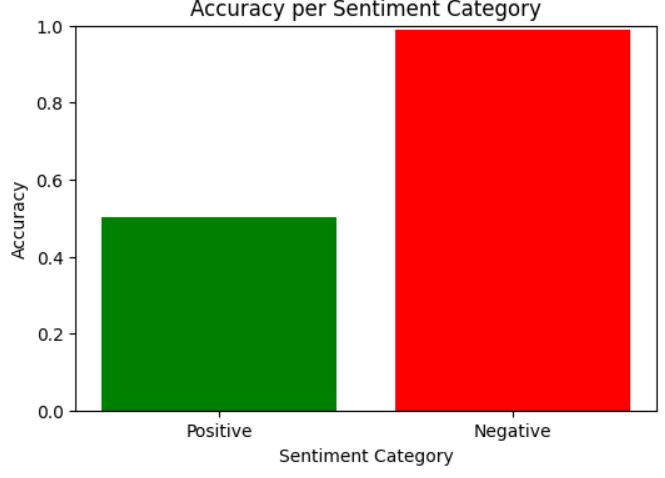 Accuracy per Sentiment Category
1.0
0.8
0.6
0.4
0.2
0.0
Accuracy
Positive
Negative
Sentiment Category